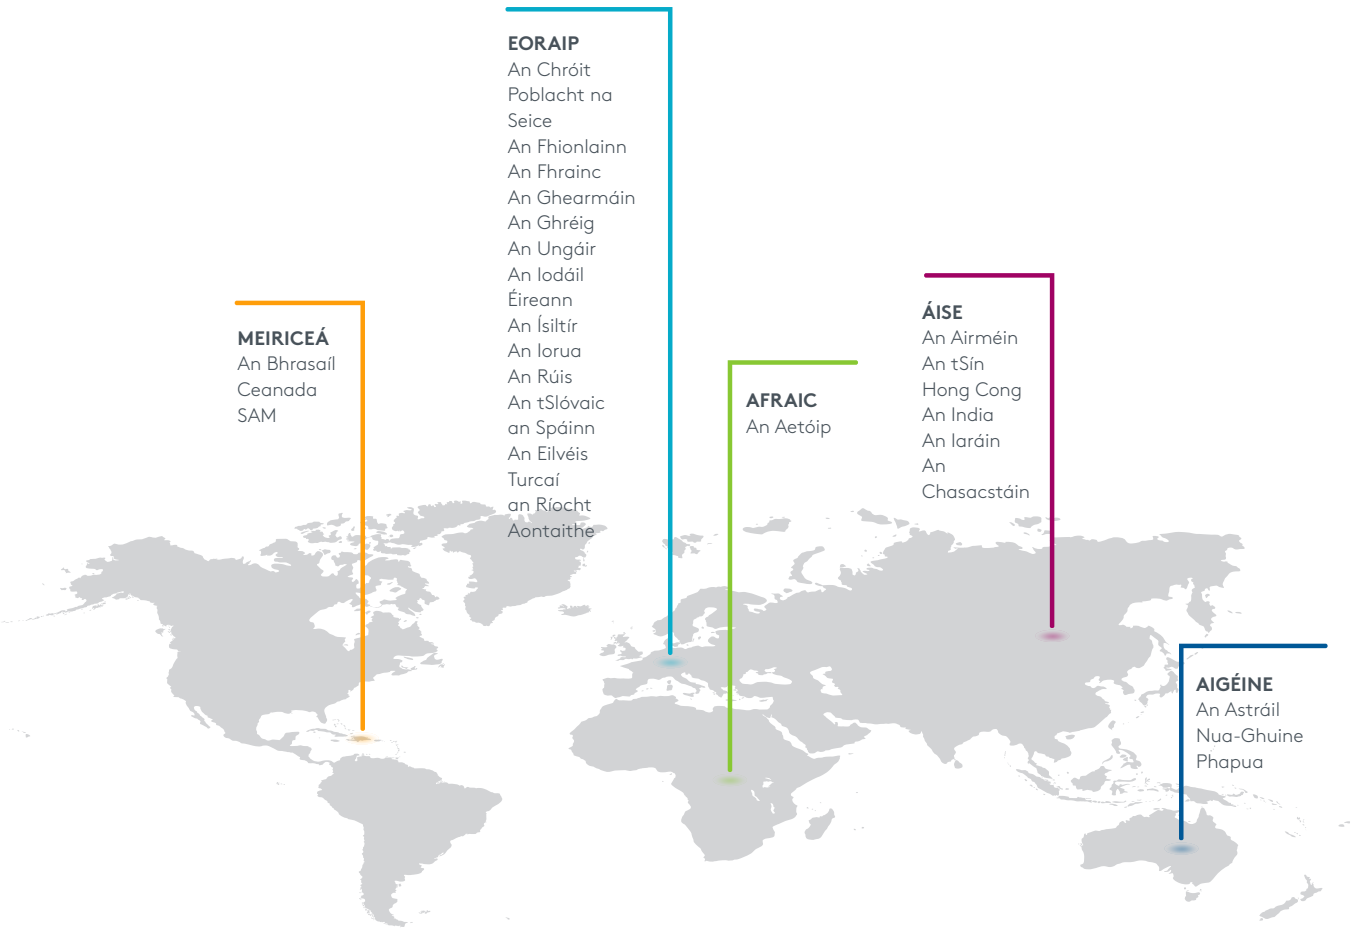 EORAIP
An Chróit
Poblacht na
Seice
An Fhionlainn
An Fhrainc
An Ghearmáin
An Ghréig
An Ungáir
An Iodáil
Éireann
An Ísiltír
An Iorua
An Rúis
An tSlóvaic
an Spáinn
An Eilvéis
Turcaí
an Ríocht
Aontaithe
MEIRICEÁ
An Bhrasaíl
Ceanada
SAM
AFRAIC
An Aetóip
ÁISE
An Airméin
An tSín
Hong Cong
An India
An Iaráin
An
Chasacstáin
AIGÉINE
An Astráil
Nua-Ghuine
Phapua